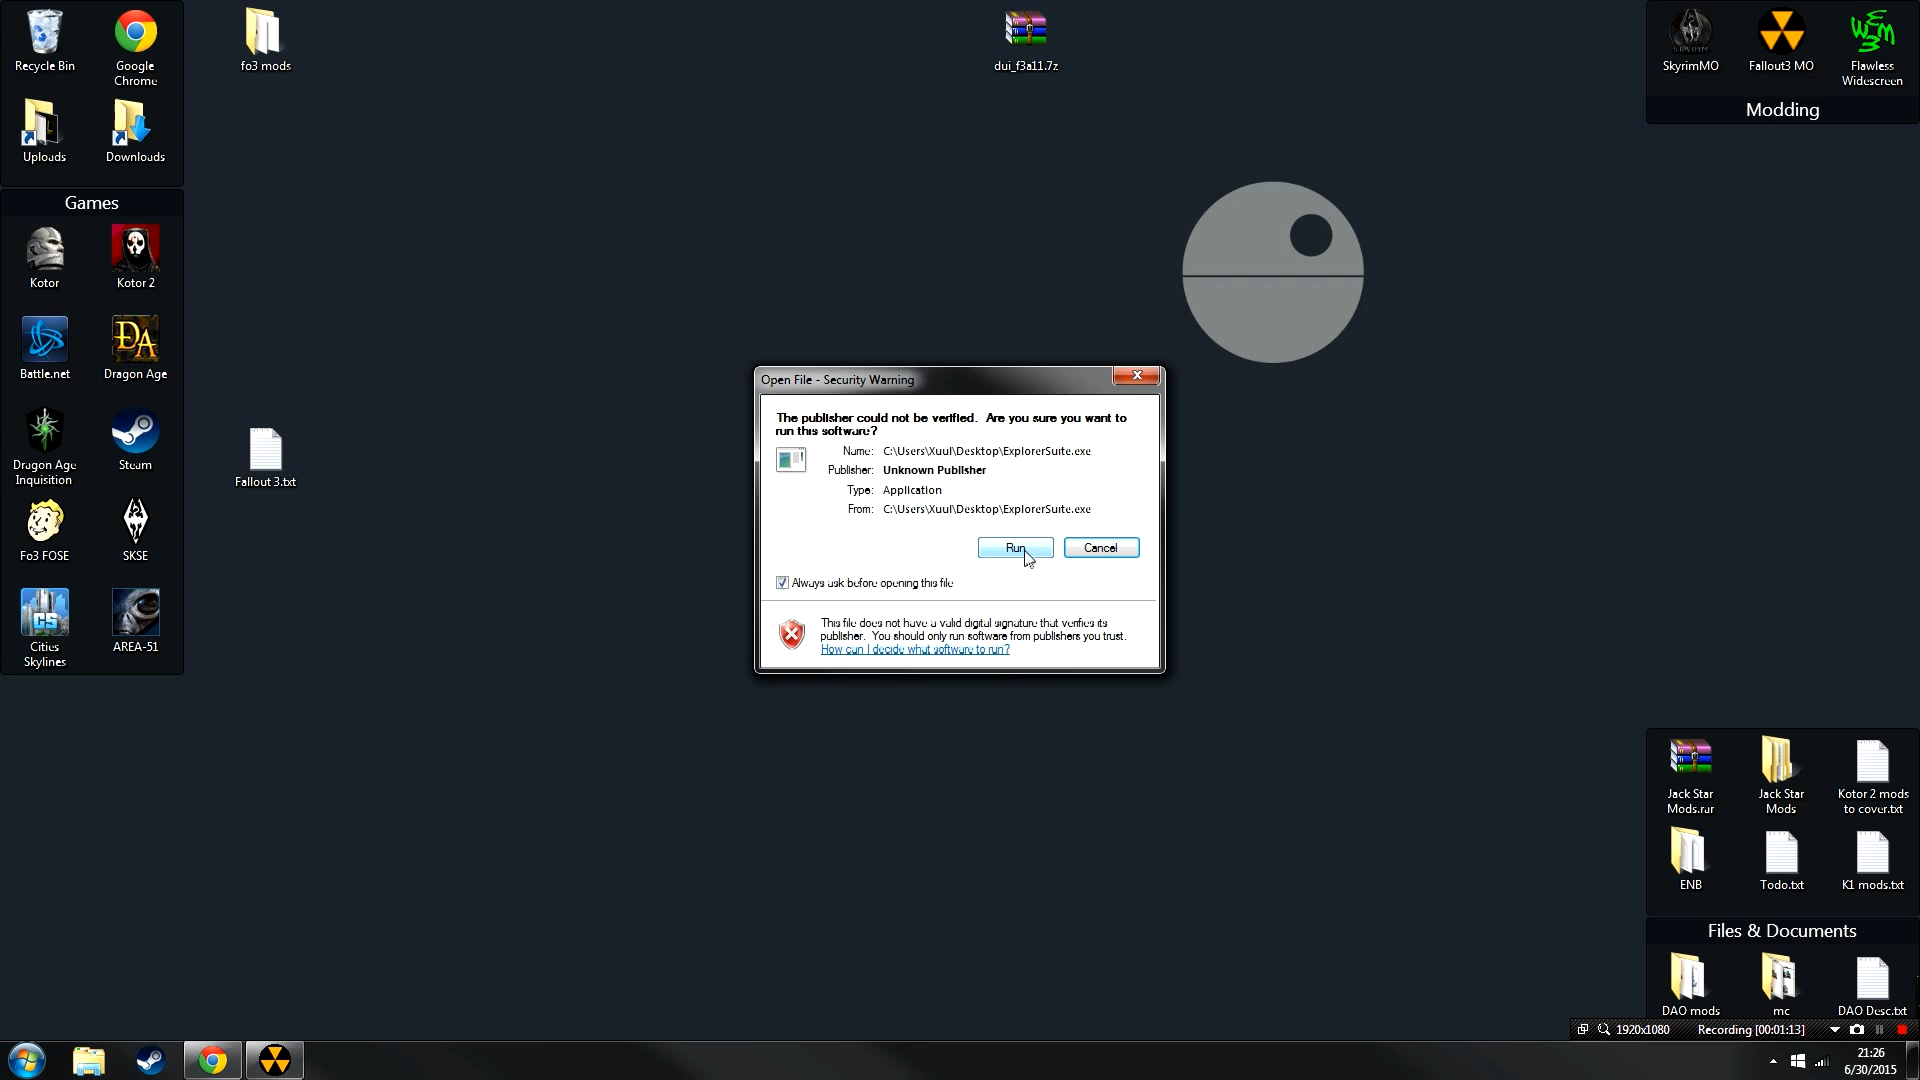 Recycle Bin
Google
Chrome
fo3 mods
dui_f3a11.7z
SkyrimMO
Fallout3 MO
Flawless
Widescreen
Modding
Uploads
Downloads
Games
Kotor
Kotor 2
Battle.net
Dragon Age
Dragon Age
Inquisition
Steam
Fallout 3.txt
Fo3 FOSE
SKSE
Cities
Skylines
AREA-51
Open File - Security Warning
The publisher could not be verified. Are you sure you want to
run this software?
Name: C:\Users\Xuul\Desktop\ExplorerSuite.exe
Publisher: Unknown Publisher
Type: Application
From: C:\Users\Xuul\Desktop\ExplorerSuite.exe
Run
Cancel
Always ask before opening this file
This file does not have a valid digital signature that verifies its
publisher. You should only run software from publishers you trust.
How can I decide what software to run?
Jack Star
Mods.rar
Jack Star
Mods
Kotor 2 mods
to cover.txt
ENB
Todo.txt
K1 mods.txt
Files & Documents
DAO mods
mc
DAO Desc.txt
1920x1080
Recording [00:01:13]
21:26
6/30/2015